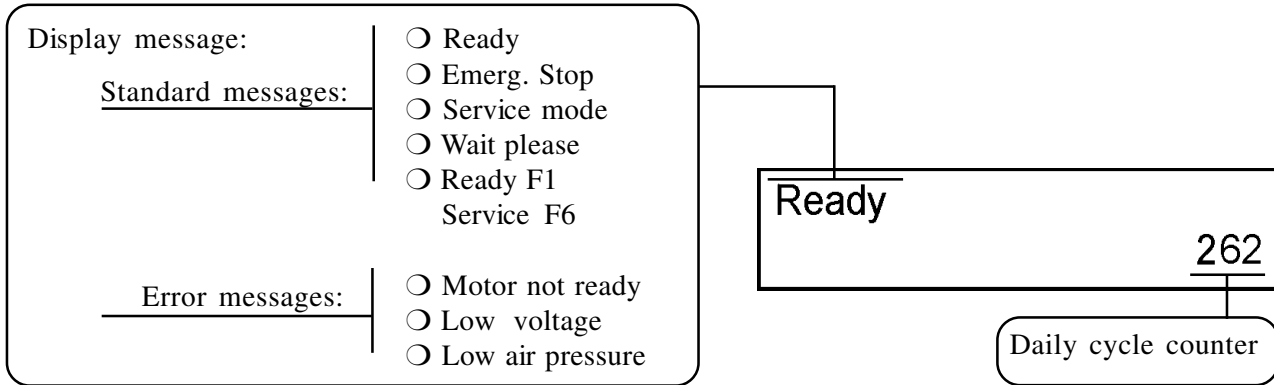 Display message:
Standard messages:
❍ Ready
❍ Emerg. Stop
❍ Service mode
❍ Wait please
❍ Ready F1
Service F6
Error messages:
❍ Motor not ready
❍ Low voltage
❍ Low air pressure
Ready
262
Daily cycle counter